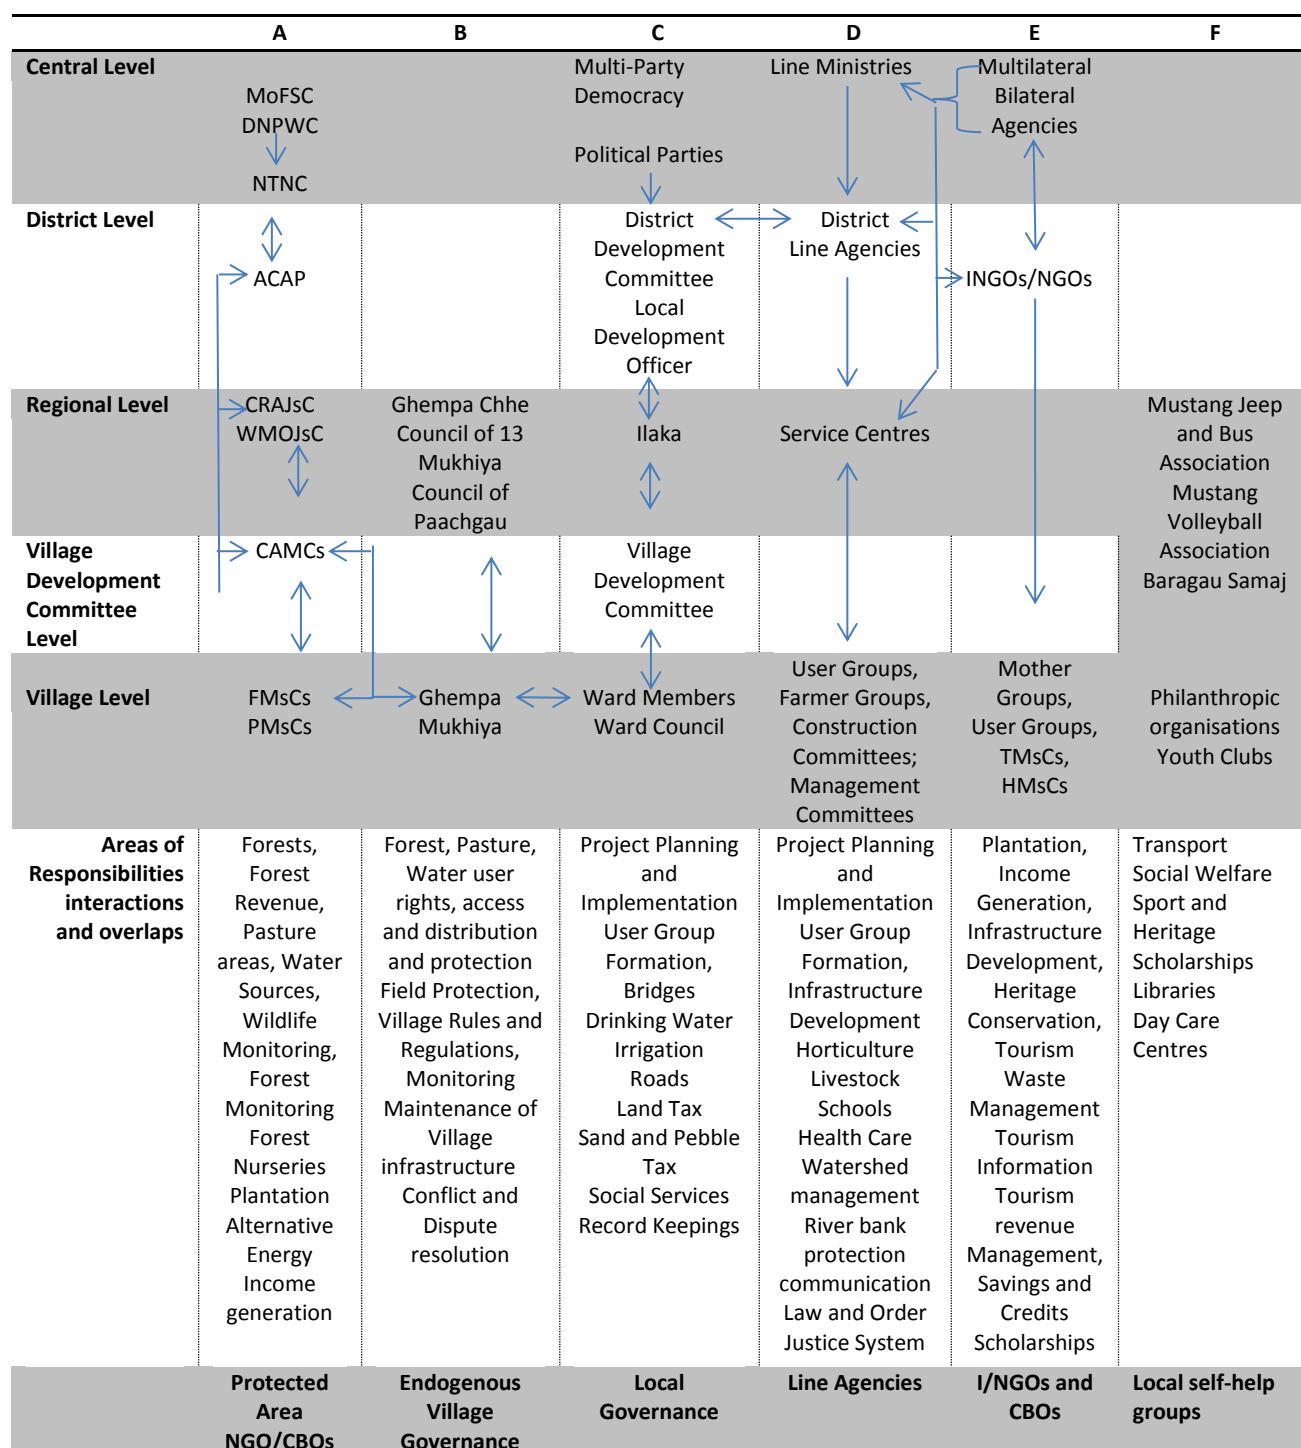 A B C D E F
Central Level
MoFSC
DNPWC
NTNC
Multi-Party
Democracy
Political Parties
Line Ministries
Multilateral
Bilateral
Agencies
District Level
ACAP
District
Development
Committee
Local
Development
Officer
District
Line Agencies
INGOs/NGOs
Regional Level
CRAJsC
WMOJsC
Ghempa Chhe
Council of 13
Mukhiya
Council of
Paachgau
Ilaka
Service Centres
Mustang Jeep
and Bus
Association
Mustang
Volleyball
Association
Baragau Samaj
Village
Development
Committee
Level
CAMCs
Village
Development
Committee
Village Level
FMsCs
PMsCs
Ghempa
Mukhiya
Ward Members
Ward Council
User Groups,
Farmer Groups,
Construction
Committees;
Management
Committees
Mother
Groups,
User Groups,
TMsCs,
HMsCs
Philanthropic
organisations
Youth Clubs
Areas of
Responsibilities
interactions
and overlaps
Forests,
Forest
Revenue,
Pasture
areas, Water
Sources,
Wildlife
Monitoring,
Forest
Monitoring
Forest
Nurseries
Plantation
Alternative
Energy
Income
generation
Forest, Pasture,
Water user
rights, access
and distribution
and protection
Field Protection,
Village Rules and
Regulations,
Monitoring
Maintenance of
Village
infrastructure
Conflict and
Dispute
resolution
Project Planning
and
Implementation
User Group
Formation,
Bridges
Drinking Water
Irrigation
Roads
Land Tax
Sand and Pebble
Tax
Social Services
Record Keepings
Project Planning
and
Implementation
User Group
Formation,
Infrastructure
Development
Horticulture
Livestock
Schools
Health Care
Watershed
management
River bank
protection
communication
Law and Order
Justice System
Plantation,
Income
Generation,
Infrastructure
Development,
Heritage
Conservation,
Tourism
Waste
Management
Tourism
Information
Tourism
revenue
Management,
Savings and
Credits
Scholarships
Transport
Social Welfare
Sport and
Heritage
Scholarships
Libraries
Day Care
Centres
Protected
Area
NGO/CBOs
Endogenous
Village
Governance
Local
Governance
Line Agencies
I/NGOs and
CBOs
Local self-help
groups